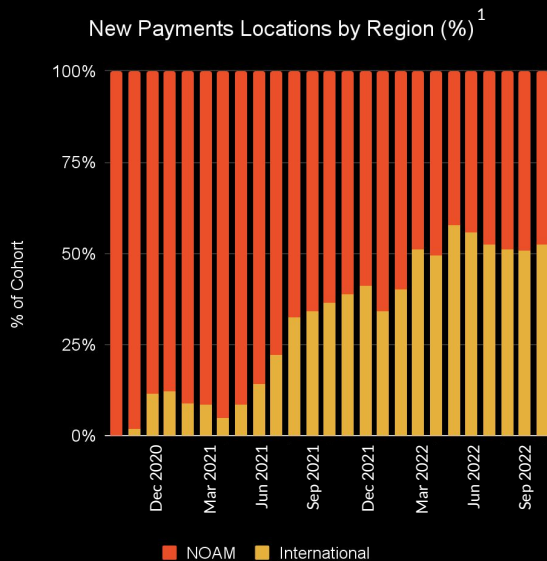 New Payments Locations by Region (%)1
100%
75%
50%
25%
0%
% of Cohort
Dec 2020
Mar 2021
Jun 2021
Sep 2021
Dec 2021
Mar 2022
Jun 2022
Sep 2022
NOAM
International